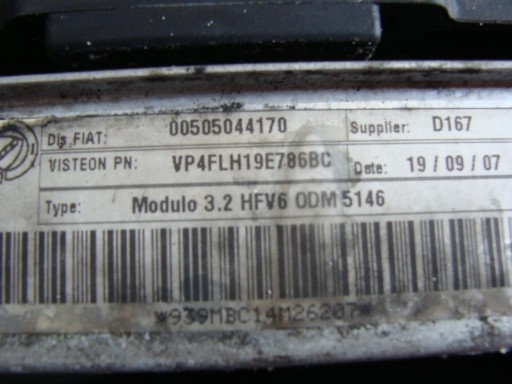 Dis. FIAT: 00505044170 Supplier: D167
VISTEON PN: VP4FLH19E786BC Date: 19 / 09 / 07
Type: Modulo 3.2 HFV6 ODM 5146
*939MBC14M26207*